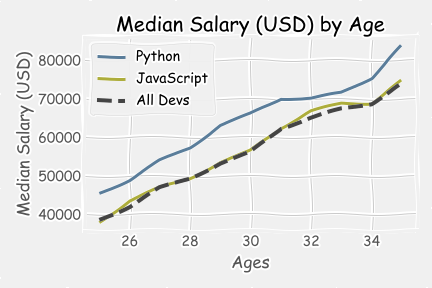 Median Salary (USD) by Age
Median Salary (USD)
80000
70000
60000
50000
40000
Python
JavaScript
All Devs
26 28 30 32 34
Ages